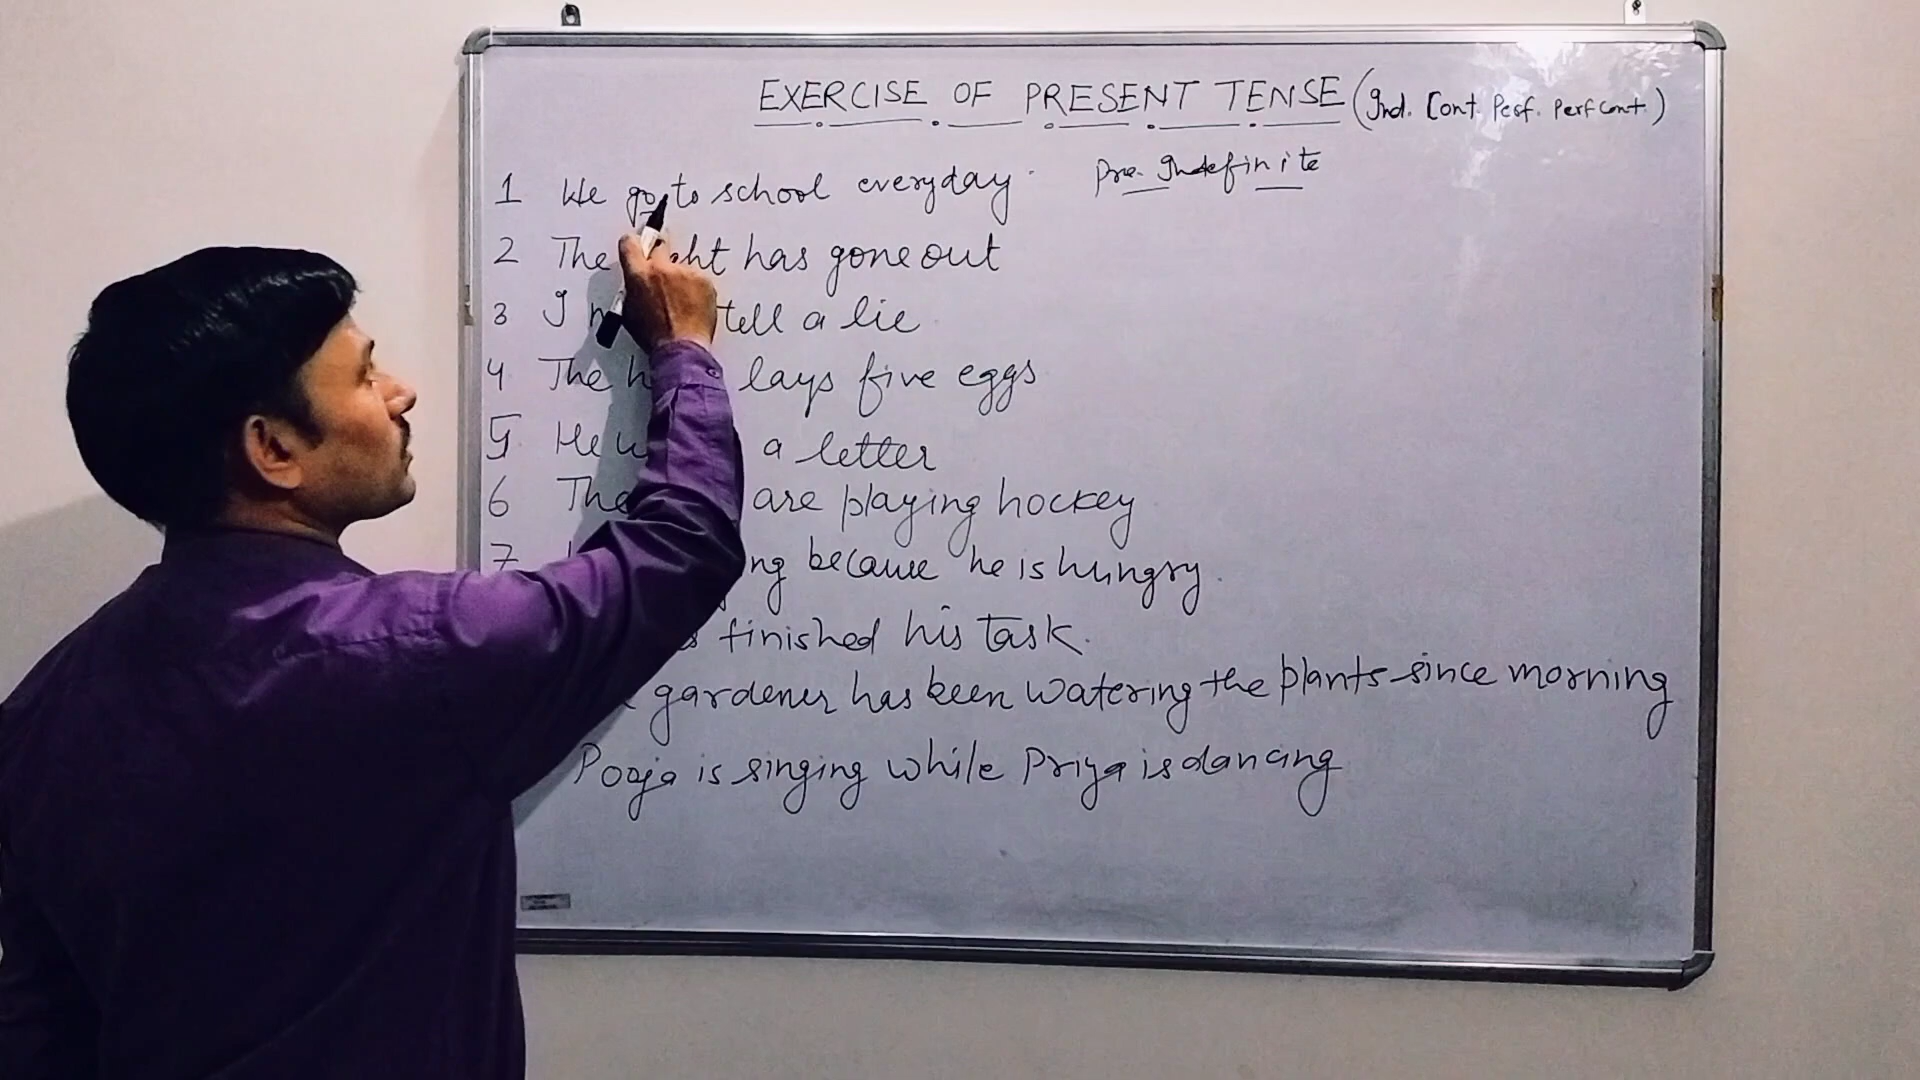 EXERCISE OF PRESENT TENSE (Ind. Cont. Perf. Perf Cont.)
1 We go to school everyday. Pre. Indefinite
2 The has gone out
3 I tell a lie
4 The lays five eggs
5 He a letter
6 are playing hockey
7 because he is hungry.
finished his task.
gardener has been watering the plants since morning
Pooja is singing while Priya is dancing